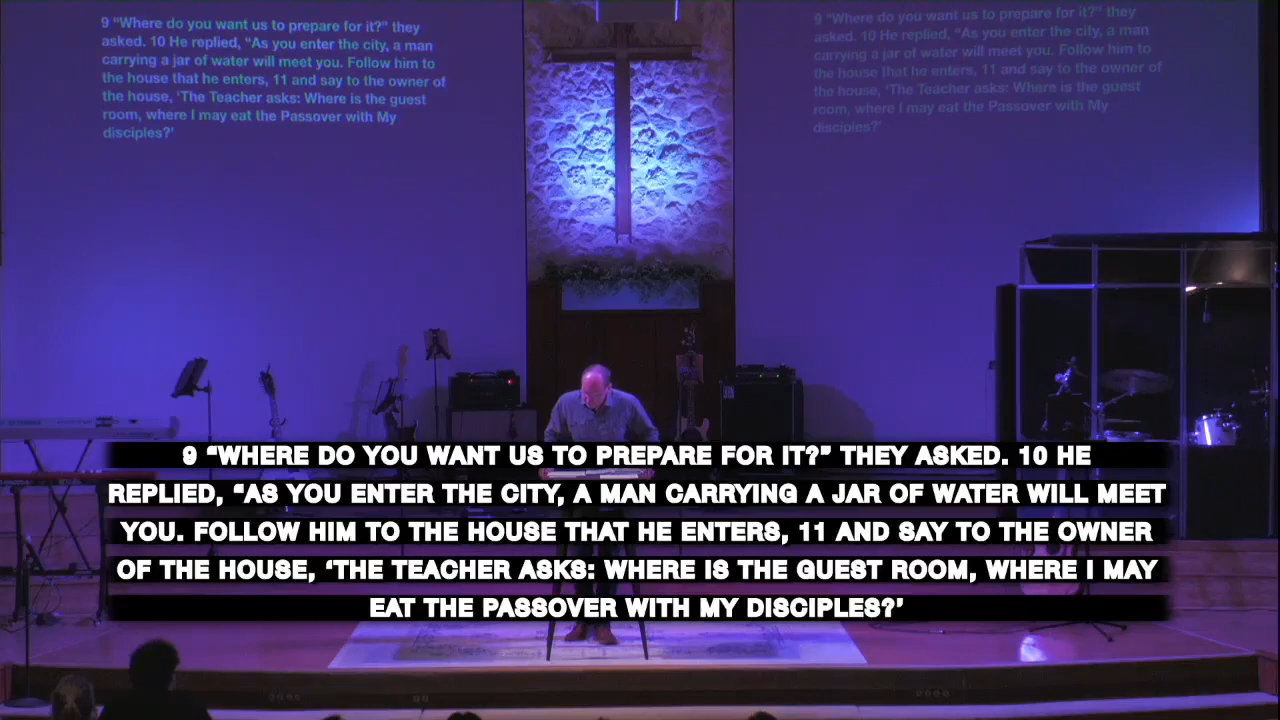 9 “Where do you want us to prepare for it?” they
asked. 10 He replied, “As you enter the city, a man
carrying a jar of water will meet you. Follow him to
the house that he enters, 11 and say to the owner of
the house, ‘The Teacher asks: Where is the guest
room, where I may eat the Passover with My
disciples?’
9 “Where do you want us to prepare for it?” they
asked. 10 He replied, “As you enter the city, a man
carrying a jar of water will meet you. Follow him to
the house that he enters, 11 and say to the owner of
the house, ‘The Teacher asks: Where is the guest
room, where I may eat the Passover with My
disciples?’
9 “WHERE DO YOU WANT US TO PREPARE FOR IT?” THEY ASKED. 10 HE
REPLIED, “AS YOU ENTER THE CITY, A MAN CARRYING A JAR OF WATER WILL MEET
YOU. FOLLOW HIM TO THE HOUSE THAT HE ENTERS, 11 AND SAY TO THE OWNER
OF THE HOUSE, ‘THE TEACHER ASKS: WHERE IS THE GUEST ROOM, WHERE I MAY
EAT THE PASSOVER WITH MY DISCIPLES?’